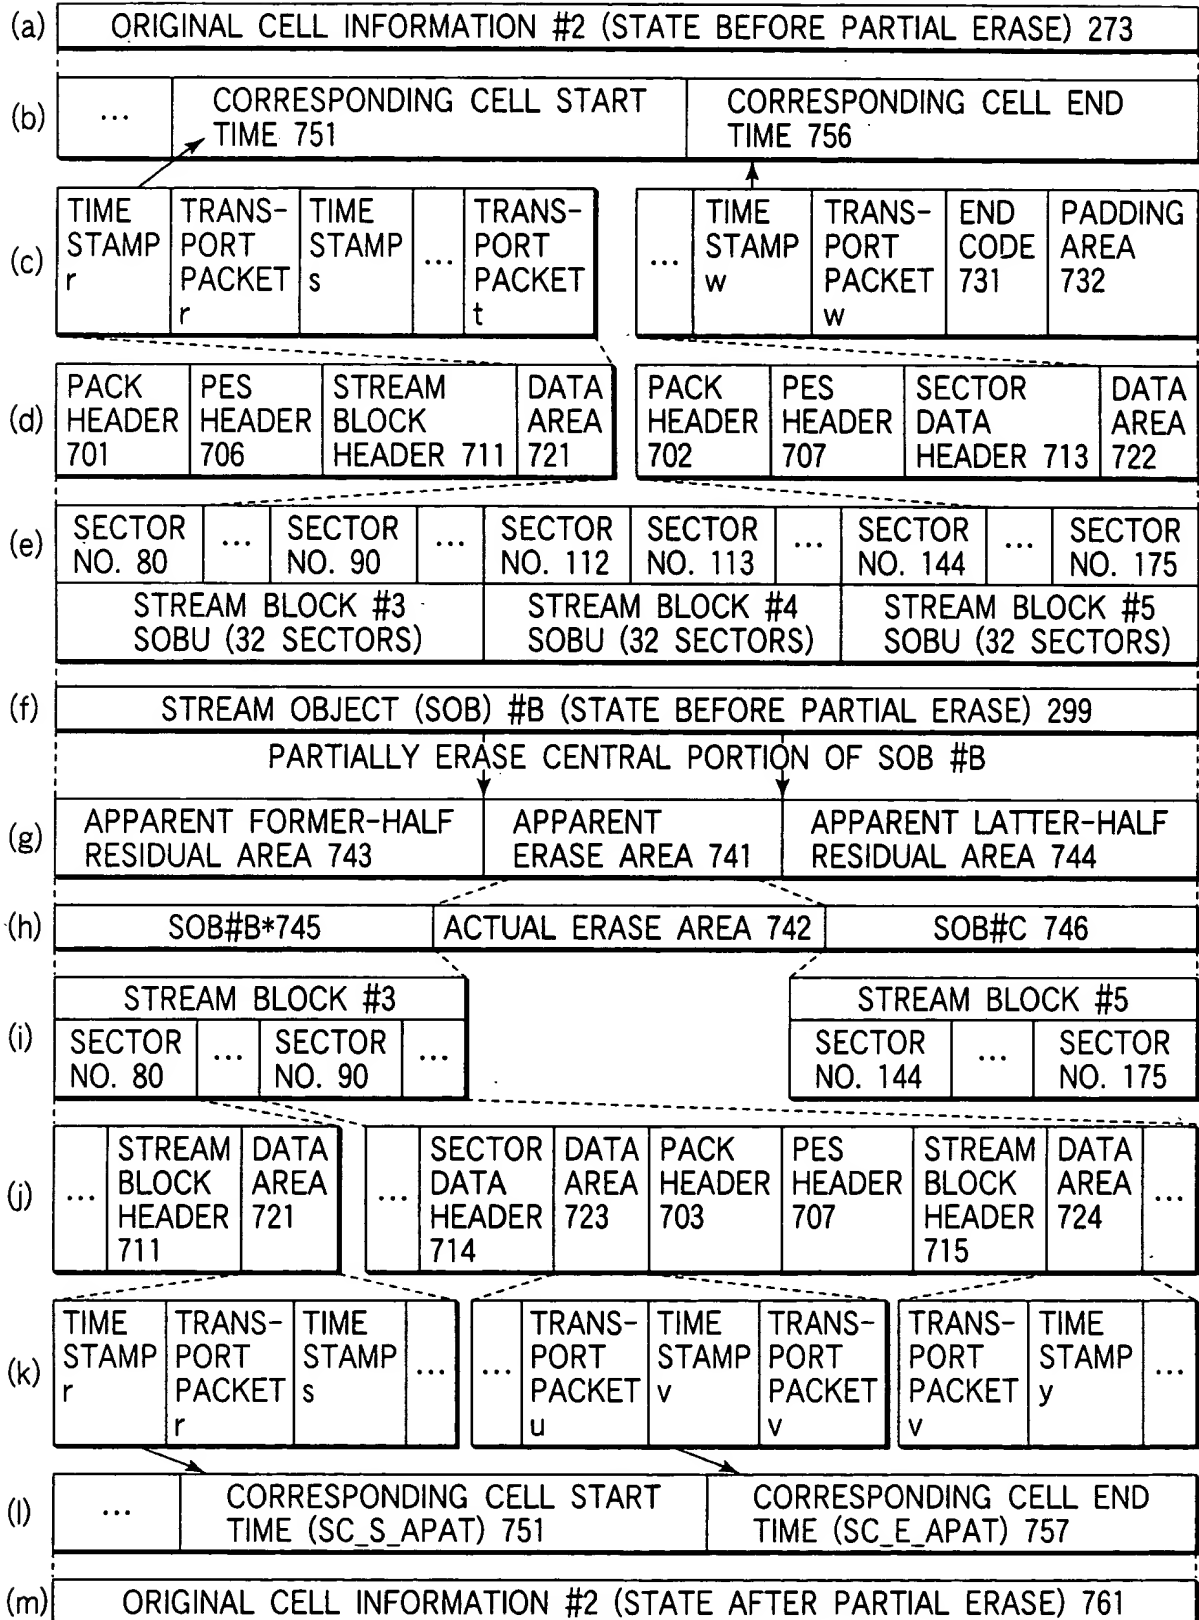 (a) ORIGINAL CELL INFORMATION #2 (STATE BEFORE PARTIAL ERASE) 273
(b) ... CORRESPONDING CELL START TIME 751 CORRESPONDING CELL END TIME 756
(c) TIME STAMP r TRANS-PORT PACKET r TIME STAMP s ... TRANS-PORT PACKET t ... TIME STAMP w TRANS-PORT PACKET w END CODE 731 PADDING AREA 732
(d) PACK HEADER 701 PES HEADER 706 STREAM BLOCK HEADER 711 DATA AREA 721 PACK HEADER 702 PES HEADER 707 SECTOR DATA HEADER 713 DATA AREA 722
(e) SECTOR NO. 80 ... SECTOR NO. 90 ... SECTOR NO. 112 SECTOR NO. 113 ... SECTOR NO. 144 ... SECTOR NO. 175
STREAM BLOCK #3 SOBU (32 SECTORS) STREAM BLOCK #4 SOBU (32 SECTORS) STREAM BLOCK #5 SOBU (32 SECTORS)
(f) STREAM OBJECT (SOB) #B (STATE BEFORE PARTIAL ERASE) 299
PARTIALLY ERASE CENTRAL PORTION OF SOB #B
(g) APPARENT FORMER-HALF RESIDUAL AREA 743 APPARENT ERASE AREA 741 APPARENT LATTER-HALF RESIDUAL AREA 744
(h) SOB#B*745 ACTUAL ERASE AREA 742 SOB#C 746
(i) STREAM BLOCK #3 STREAM BLOCK #5
SECTOR NO. 80 ... SECTOR NO. 90 ... SECTOR NO. 144 ... SECTOR NO. 175
(j) ... STREAM BLOCK HEADER 711 DATA AREA 721 ... SECTOR DATA HEADER 714 DATA AREA 723 PACK HEADER 703 PES HEADER 707 STREAM BLOCK HEADER 715 DATA AREA 724 ...
(k) TIME STAMP r TRANS-PORT PACKET r TIME STAMP s ... ... TRANS-PORT PACKET u TIME STAMP v TRANS-PORT PACKET v TRANS-PORT PACKET v TIME STAMP y ...
(l) ... CORRESPONDING CELL START TIME (SC_S_APAT) 751 CORRESPONDING CELL END TIME (SC_E_APAT) 757
(m) ORIGINAL CELL INFORMATION #2 (STATE AFTER PARTIAL ERASE) 761